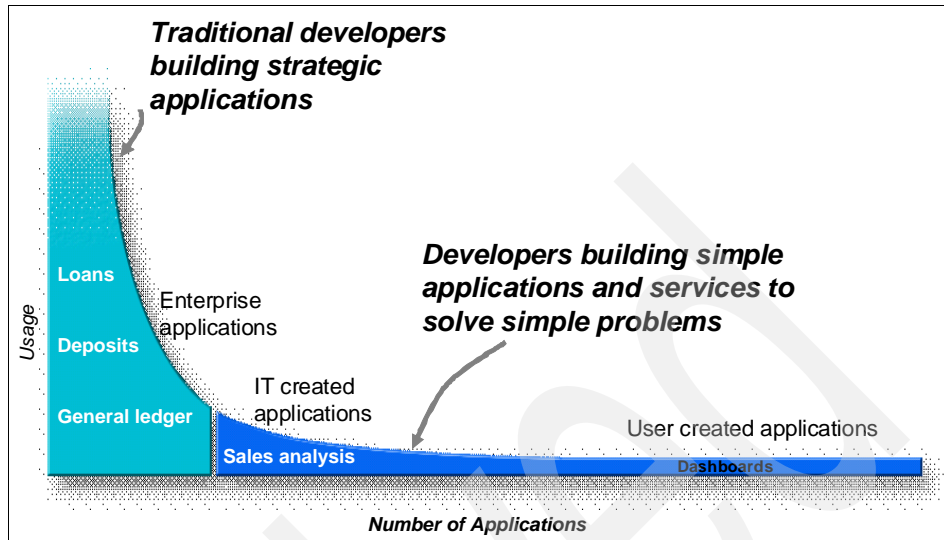 Traditional developers
building strategic
applications
Loans
Enterprise
applications
Developers building simple
applications and services to
solve simple problems
Usage
Deposits
General ledger
IT created
applications
Sales analysis
User created applications
Dashboards
Number of Applications